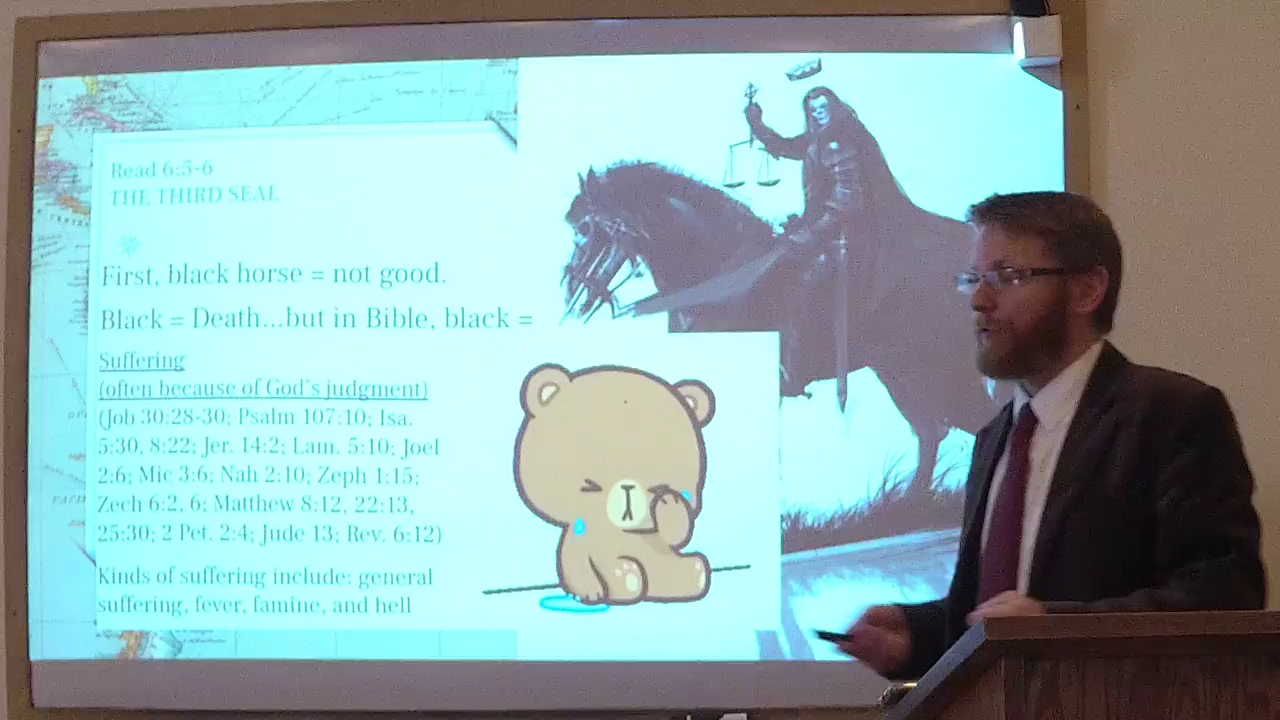 Read 6:5-6
THE THIRD SEAL
First, black horse = not good.
Black = Death...but in Bible, black =
Suffering
(often because of God's judgment)
(Job 30:28-30; Psalm 107:10; Isa.
5:30, 8:22; Jer. 14:2; Lam. 5:10; Joel
2:6; Mic 3:6; Nah 2:10; Zeph 1:15;
Zech 6:2, 6; Matthew 8:12, 22:13,
25:30; 2 Pet. 2:4; Jude 13; Rev. 6:12)
Kinds of suffering include: general
suffering, fever, famine, and hell